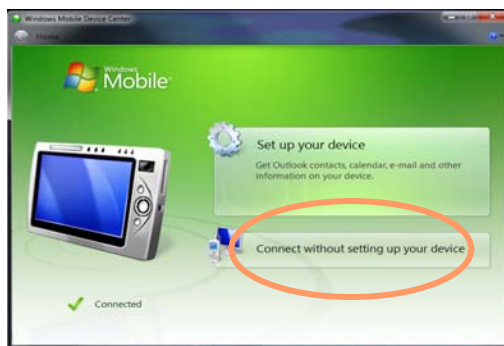 Windows Mobile Device Center
Home
Windows
Mobile
Set up your device
Get Outlook contacts, calendar, e-mail and other
information on your device.
Connect without setting up your device
Connected